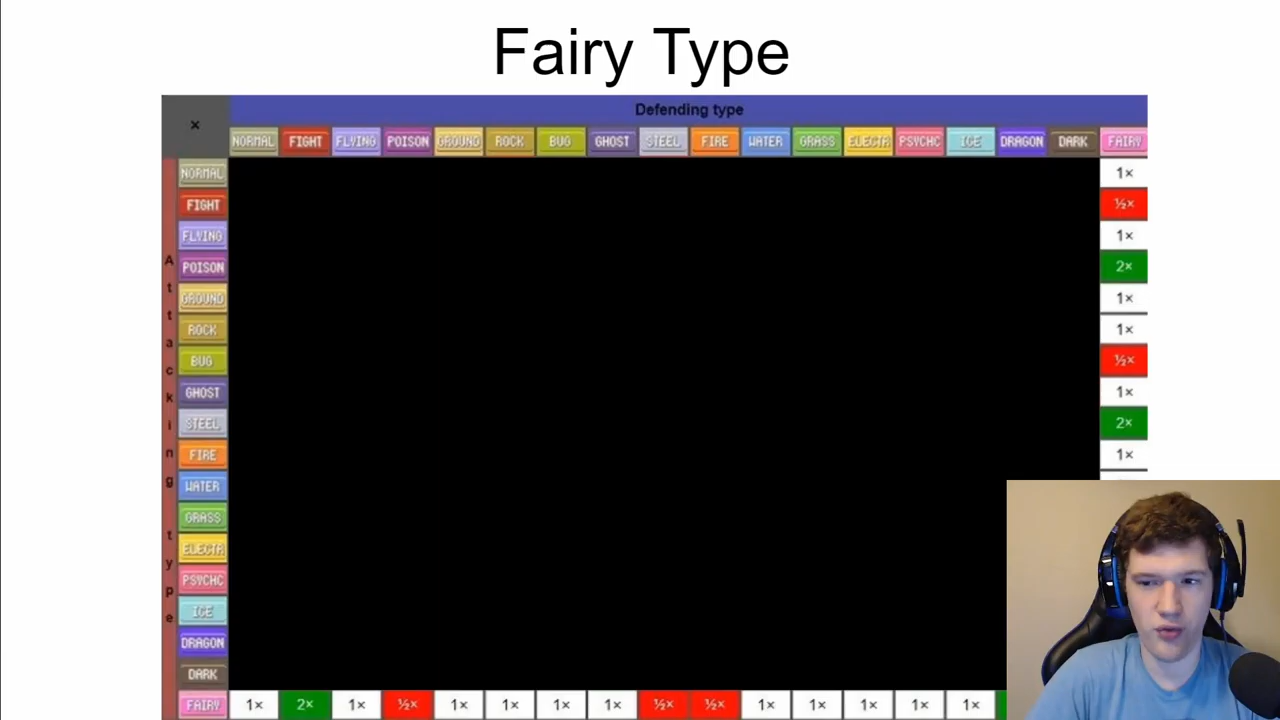 Fairy Type
Defending type
× NORMAL FIGHT FLYING POISON GROUND ROCK BUG GHOST STEEL FIRE WATER GRASS ELECTR PSYCHC ICE DRAGON DARK FAIRY
Attacking type
NORMAL 1×
FIGHT ½×
FLYING 1×
POISON 2×
GROUND 1×
ROCK 1×
BUG ½×
GHOST 1×
STEEL 2×
FIRE 1×
WATER
GRASS
ELECTR
PSYCHC
ICE
DRAGON
DARK
FAIRY 1× 2× 1× ½× 1× 1× 1× 1× ½× ½× 1× 1× 1× 1× 1×